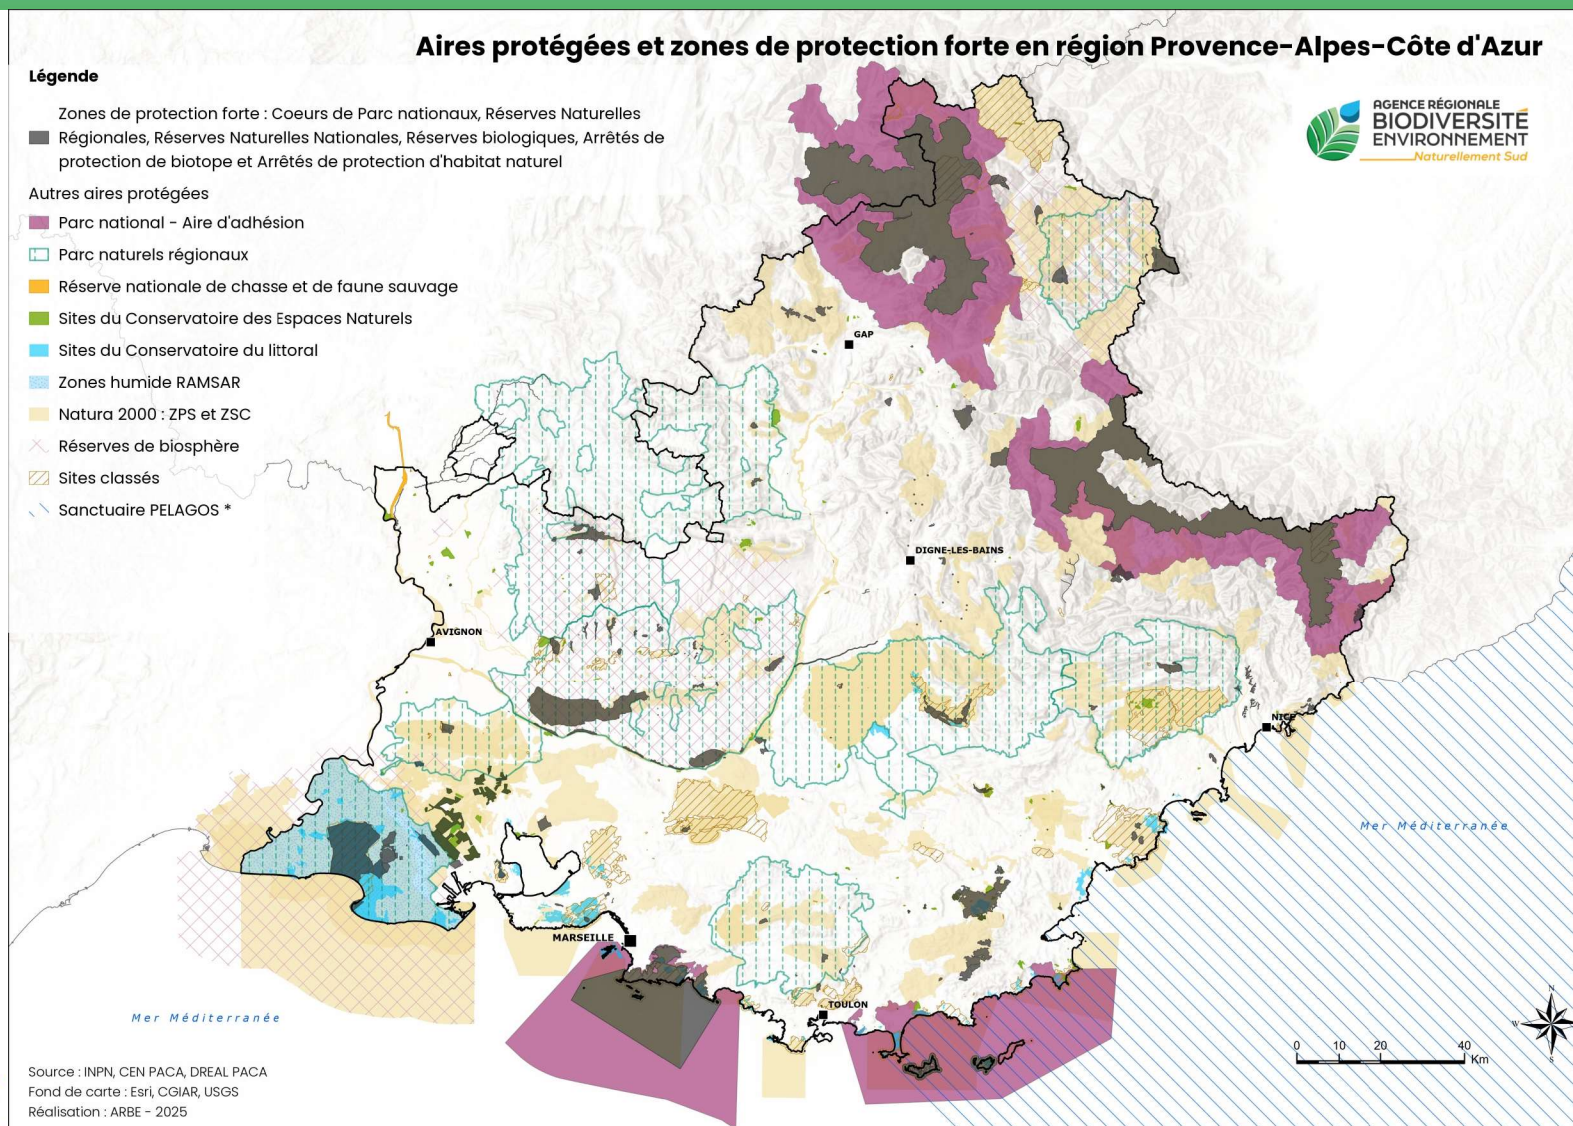 Aires protégées et zones de protection forte en région Provence-Alpes-Côte d'Azur
Légende
Zones de protection forte : Coeurs de Parc nationaux, Réserves Naturelles
Régionales, Réserves Naturelles Nationales, Réserves biologiques, Arrêtés de
protection de biotope et Arrêtés de protection d'habitat naturel
Autres aires protégées
Parc national - Aire d'adhésion
Parc naturels régionaux
Réserve nationale de chasse et de faune sauvage
Sites du Conservatoire des Espaces Naturels
Sites du Conservatoire du littoral
Zones humide RAMSAR
Natura 2000 : ZPS et ZSC
Réserves de biosphère
Sites classés
Sanctuaire PELAGOS *
AGENCE RÉGIONALE
BIODIVERSITÉ
ENVIRONNEMENT
Naturellement Sud
GAP
DIGNE-LES-BAINS
AVIGNON
NICE
Mer Méditerranée
MARSEILLE
TOULON
Mer Méditerranée
N
W
S
0 10 20 40
Km
Source : INPN, CEN PACA, DREAL PACA
Fond de carte : Esri, CGIAR, USGS
Réalisation : ARBE - 2025